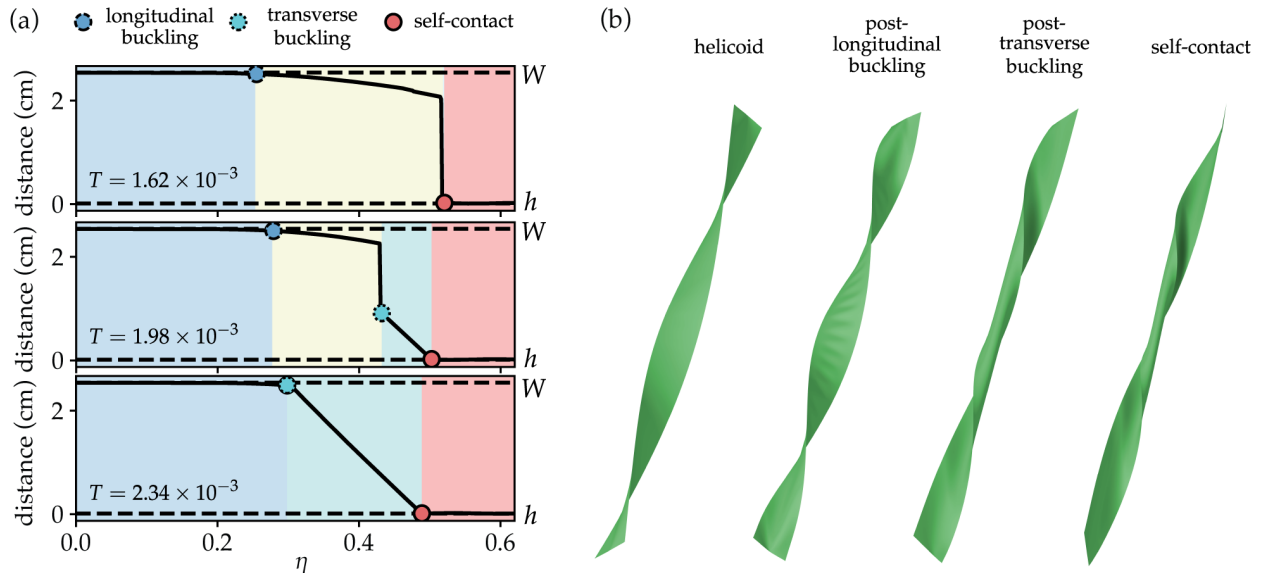 (a)
longitudinal
buckling
transverse
buckling
self-contact
distance (cm)
2
0
T = 1.62 × 10⁻³
W
h
distance (cm)
2
0
T = 1.98 × 10⁻³
W
h
distance (cm)
2
0
T = 2.34 × 10⁻³
W
h
0.0
0.2
0.4
0.6
η
(b)
helicoid
post-
longitudinal
buckling
post-
transverse
buckling
self-contact